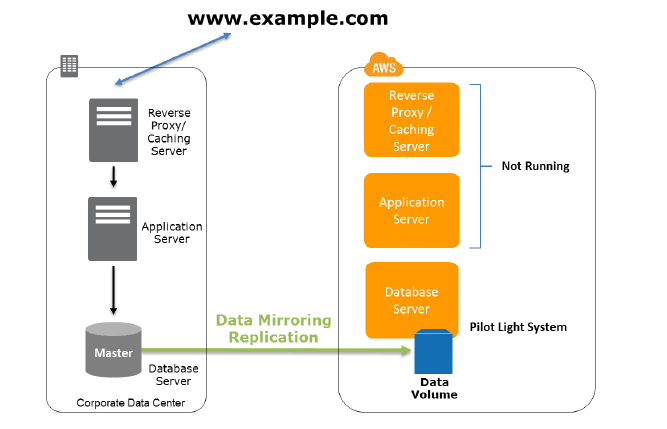 www.example.com
AWS
Reverse
Proxy/
Caching
Server
Application
Server
Master
Database
Server
Corporate Data Center
Data Mirroring
Replication
Reverse
Proxy /
Caching
Server
Not Running
Application
Server
Database
Server
Pilot Light System
Data
Volume